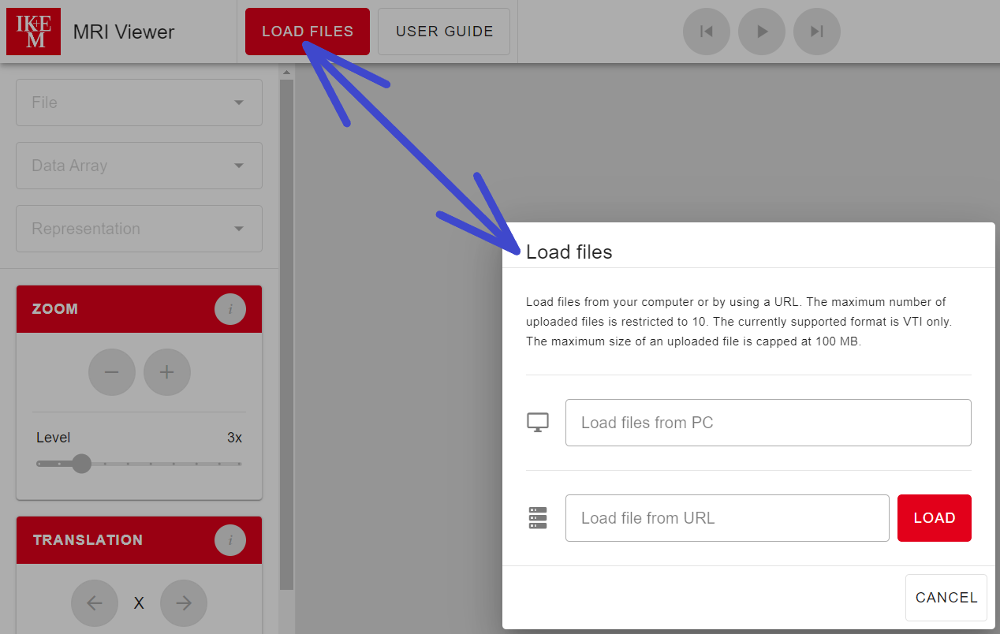 IK+E
M
MRI Viewer
LOAD FILES
USER GUIDE
File
Data Array
Representation
ZOOM
i
Level
3x
TRANSLATION
i
X
Load files
Load files from your computer or by using a URL. The maximum number of
uploaded files is restricted to 10. The currently supported format is VTI only.
The maximum size of an uploaded file is capped at 100 MB.
Load files from PC
Load file from URL
LOAD
CANCEL